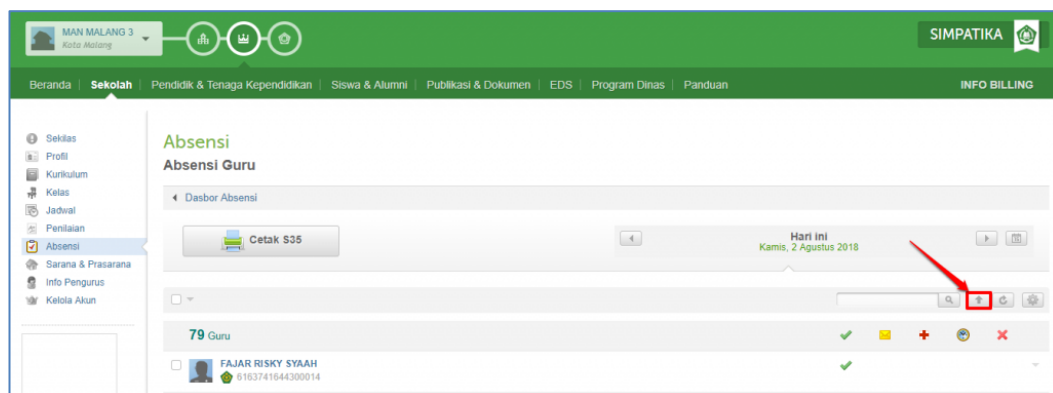 MAN MALANG 3
Kota Malang
SIMPATIKA
Beranda | Sekolah | Pendidik & Tenaga Kependidikan | Siswa & Alumni | Publikasi & Dokumen | EDS | Program Dinas | Panduan
INFO BILLING
Sekilas
Profil
Kurikulum
Kelas
Jadwal
Penilaian
Absensi
Sarana & Prasarana
Info Pengurus
Kelola Akun
Absensi
Absensi Guru
Dasbor Absensi
Cetak S35
Hari ini
Kamis, 2 Agustus 2018
79 Guru
FAJAR RISKY SYAAH
6163741644300014